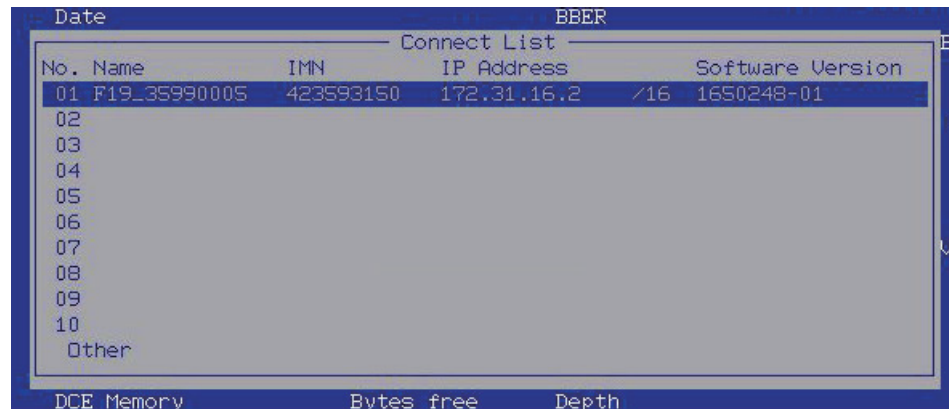 Date BBER
Connect List
No. Name IMN IP Address Software Version
01 F19_35990005 423593150 172.31.16.2 /16 1650248-01
02
03
04
05
06
07
08
09
10
Other
DCE Memory Bytes free Depth